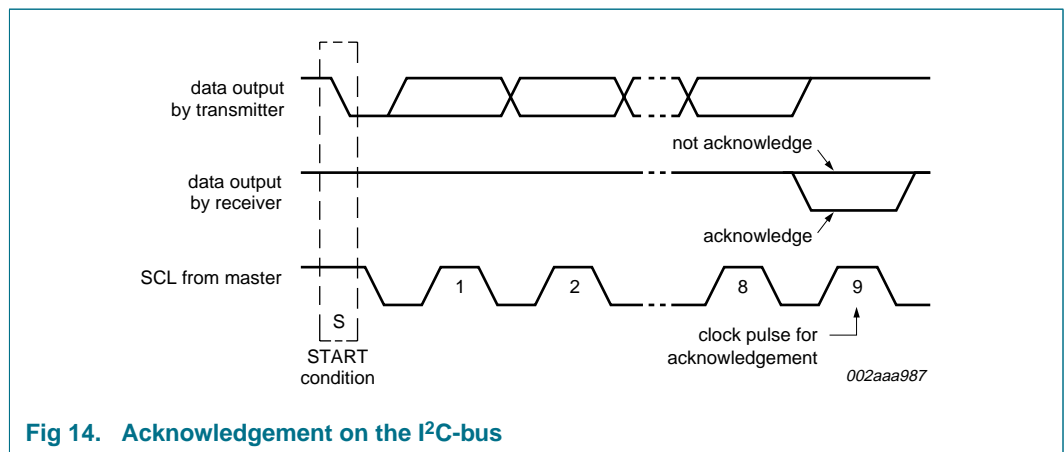 data output
by transmitter
not acknowledge
data output
by receiver
acknowledge
SCL from master
1
2
8
9
S
START
condition
clock pulse for
acknowledgement
002aaa987
Fig 14. Acknowledgement on the I²C-bus